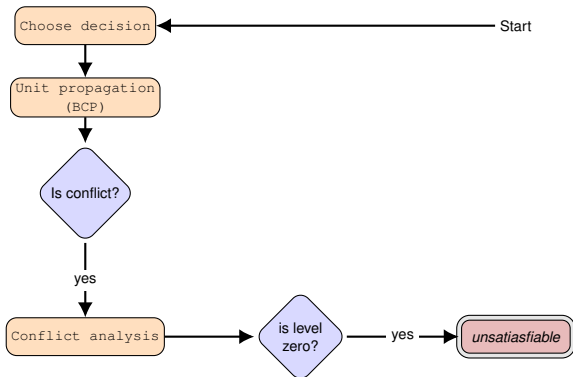 Choose decision
Start
Unit propagation
(BCP)
Is conflict?
yes
Conflict analysis
is level
zero?
yes
unsatiasfiable